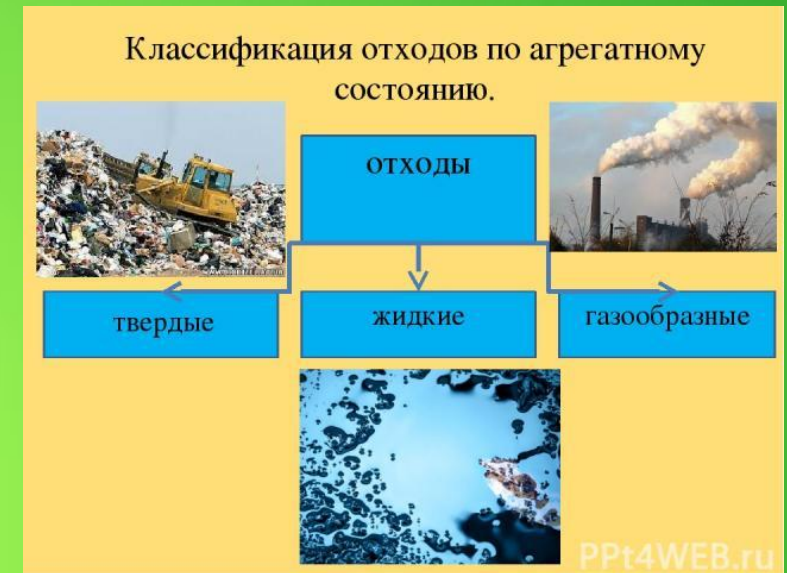 Классификация отходов по агрегатному
состоянию.
отходы
твердые
жидкие
газообразные
PPt4WEB.ru